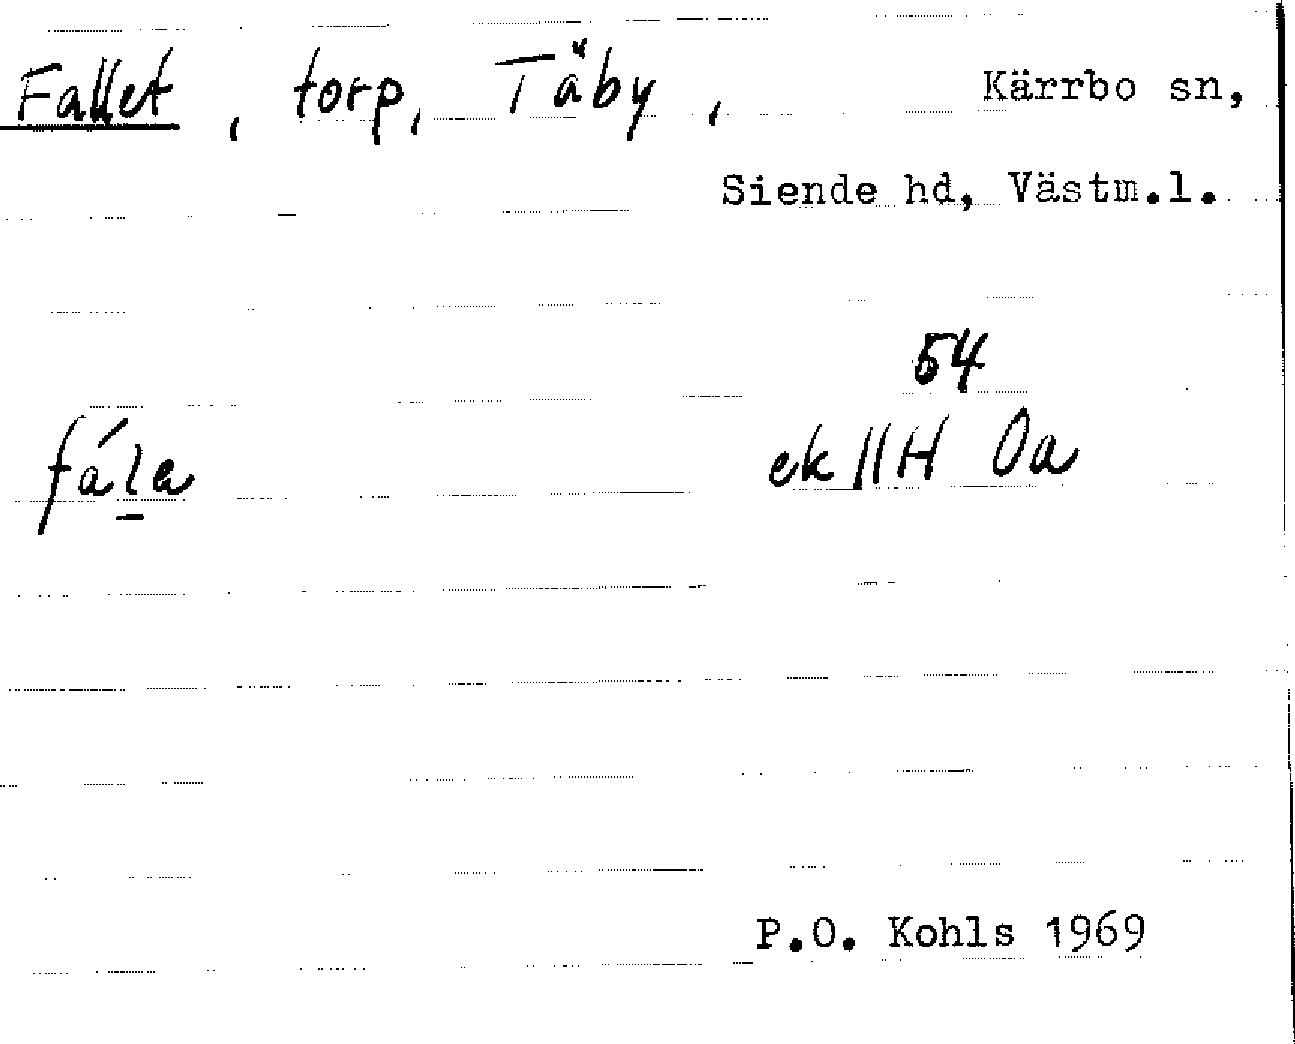 Fallet, torp, Täby, Kärrbo sn,
Siende hd, Västm.l.
54
fála ek 11H 0a
P.O. Kohls 1969